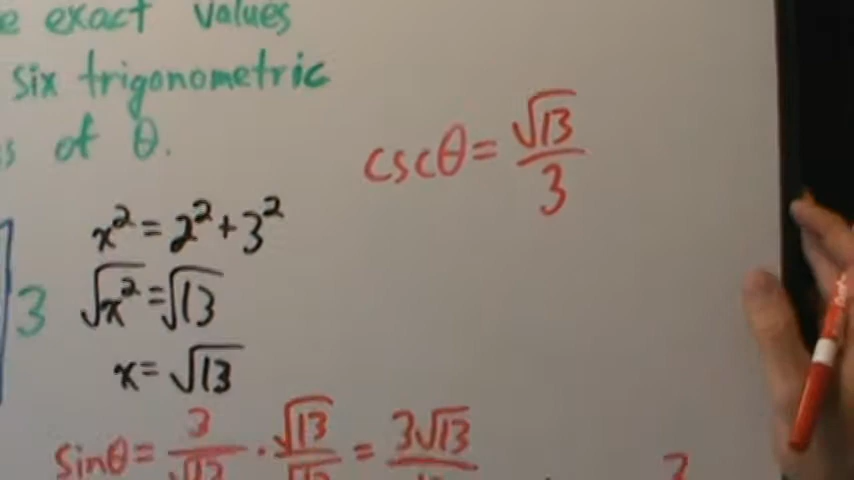 exact values
six trigonometric
of θ.
cscθ = √13/3
x² = 2² + 3²
3
√x² = √13
x = √13
sinθ = 3/√13 · √13/√13 = 3√13/